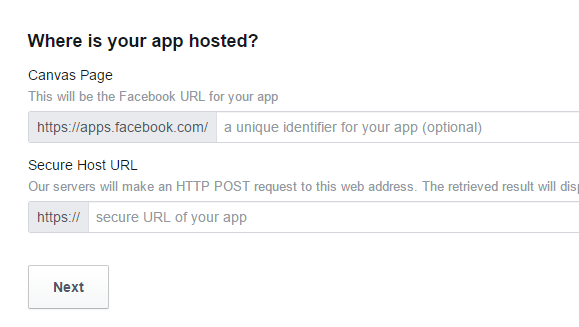 Where is your app hosted?
Canvas Page
This will be the Facebook URL for your app
https://apps.facebook.com/ a unique identifier for your app (optional)
Secure Host URL
Our servers will make an HTTP POST request to this web address. The retrieved result will
https:// secure URL of your app
Next